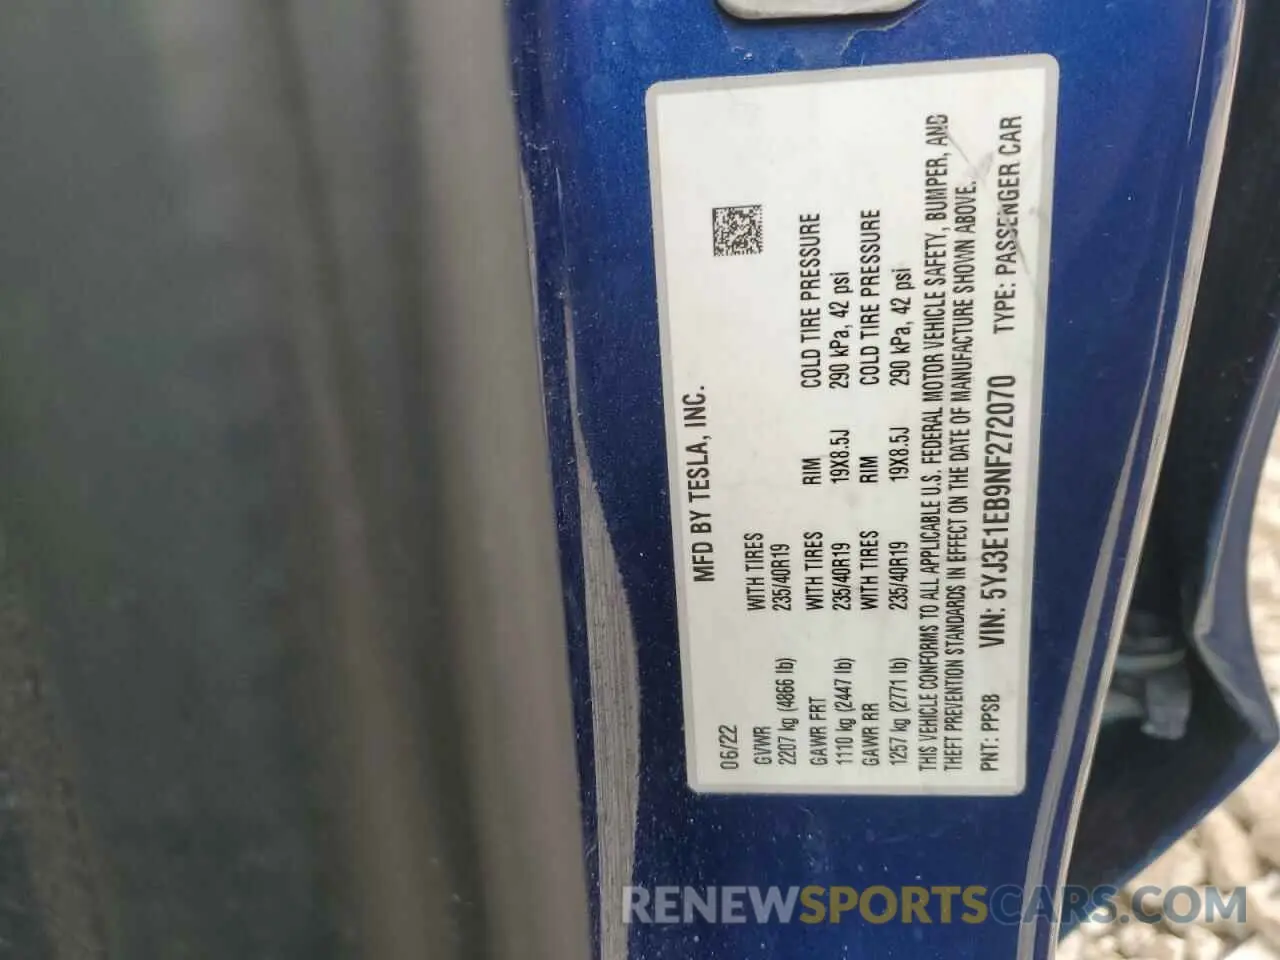 MFD BY TESLA, INC.
06/22
GVWR WITH TIRES
2207 kg (4866 lb) 235/40R19
GAWR FRT WITH TIRES RIM COLD TIRE PRESSURE
1110 kg (2447 lb) 235/40R19 19X8.5J 290 kPa, 42 psi
GAWR RR WITH TIRES RIM COLD TIRE PRESSURE
1257 kg (2771 lb) 235/40R19 19X8.5J 290 kPa, 42 psi
THIS VEHICLE CONFORMS TO ALL APPLICABLE U.S. FEDERAL MOTOR VEHICLE SAFETY, BUMPER, AND
THEFT PREVENTION STANDARDS IN EFFECT ON THE DATE OF MANUFACTURE SHOWN ABOVE.
PNT: PPSB VIN: 5YJ3E1EB9NF272070 TYPE: PASSENGER CAR
RENEWSPORTSCARS.COM